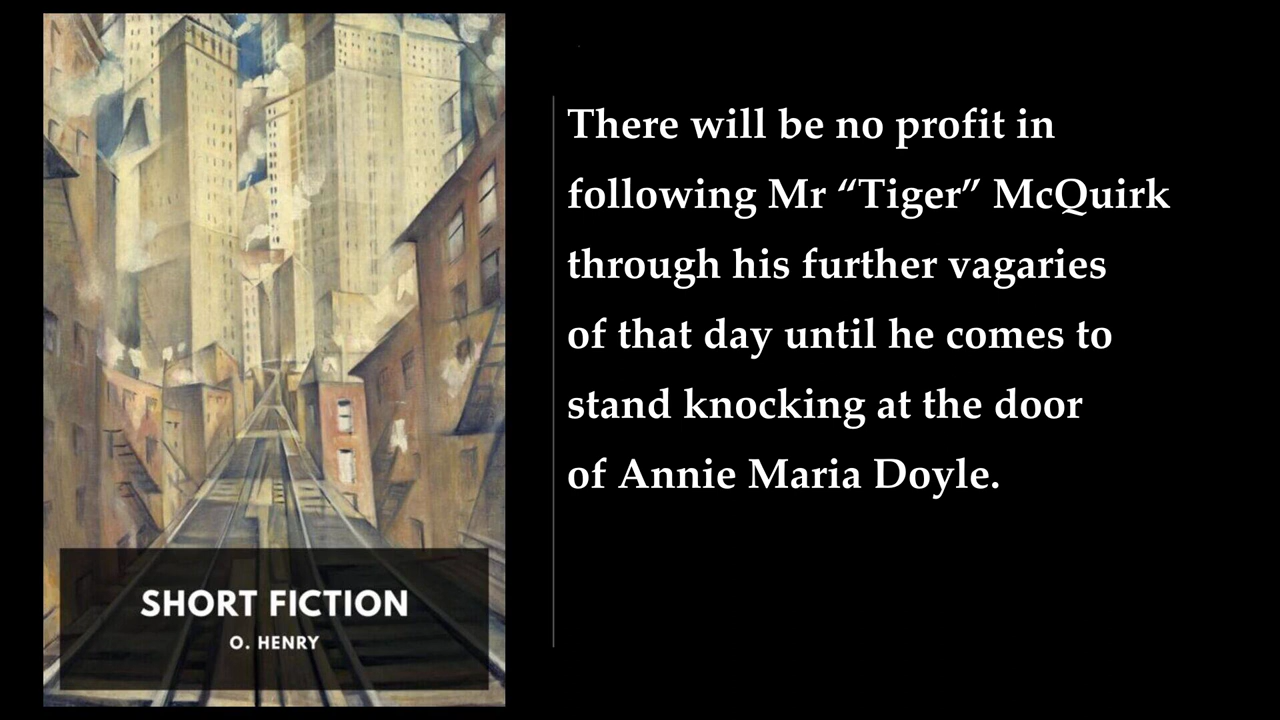 There will be no profit in
following Mr “Tiger” McQuirk
through his further vagaries
of that day until he comes to
stand knocking at the door
of Annie Maria Doyle.
SHORT FICTION
O. HENRY